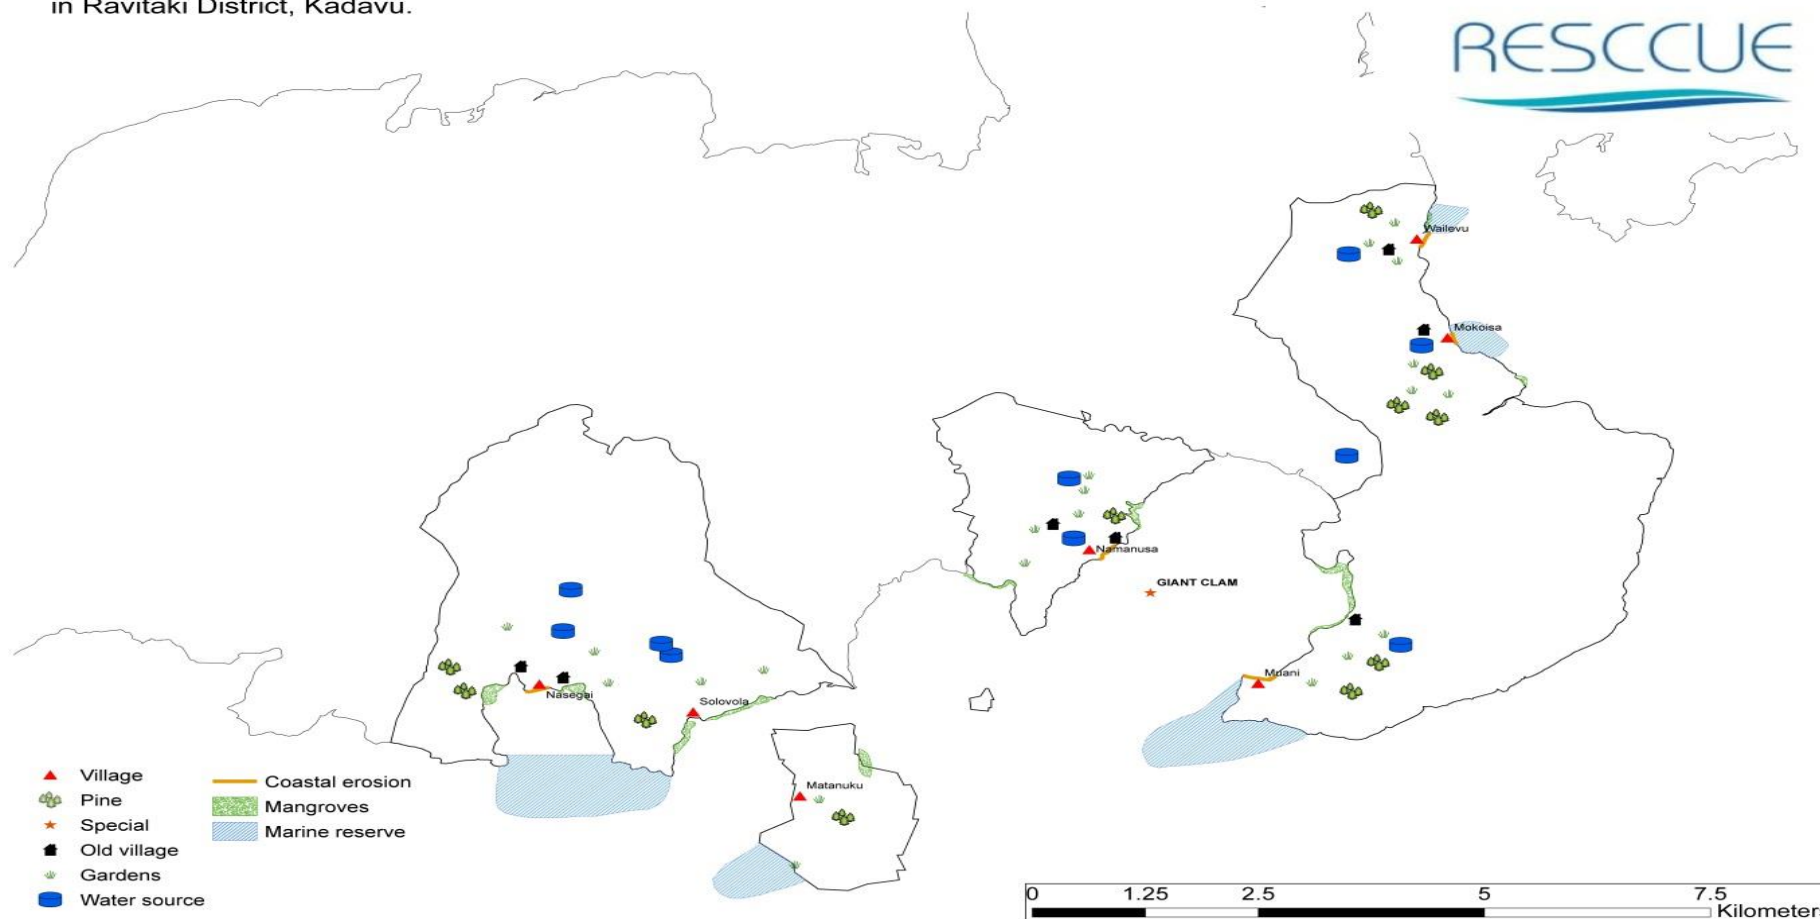 in Ravitaki District, Kadavu.
RESCCUE
Wailevu
Mokoisa
Namanusa
GIANT CLAM
Muani
Nasegai
Solovola
Matanuku
Village
Pine
Special
Old village
Gardens
Water source
Coastal erosion
Mangroves
Marine reserve
0 1.25 2.5 5 7.5
Kilometer